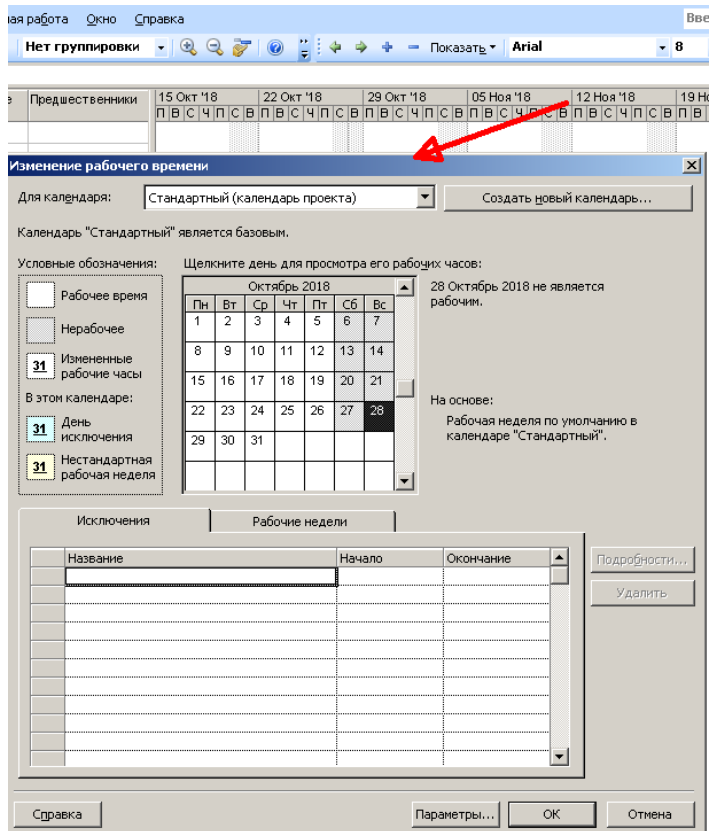 ная работа Окно Справка Вве
Нет группировки Показать Arial 8
Предшественники 15 Окт '18 22 Окт '18 29 Окт '18 05 Ноя '18 12 Ноя '18 19 Н
П В С Ч П С В П В С Ч П С В П В С Ч П С В П В С Ч П С В П В С Ч П С В П В
Изменение рабочего времени
Для календаря: Стандартный (календарь проекта) Создать новый календарь...
Календарь "Стандартный" является базовым.
Условные обозначения:
Рабочее время
Нерабочее
31 Измененные
рабочие часы
В этом календаре:
31 День
исключения
31 Нестандартная
рабочая неделя
Щелкните день для просмотра его рабочих часов:
Октябрь 2018
Пн Вт Ср Чт Пт Сб Вс
1 2 3 4 5 6 7
8 9 10 11 12 13 14
15 16 17 18 19 20 21
22 23 24 25 26 27 28
29 30 31
28 Октябрь 2018 не является
рабочим.
На основе:
Рабочая неделя по умолчанию в
календаре "Стандартный".
Исключения Рабочие недели
Название Начало Окончание
Подробности...
Удалить
Справка Параметры... ОК Отмена